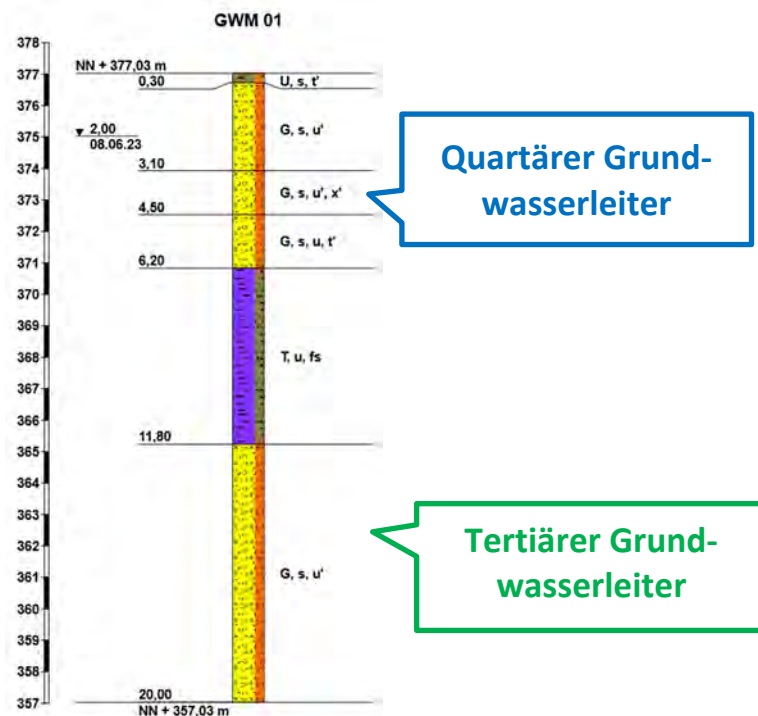 GWM 01
378
377
376
375
374
373
372
371
370
369
368
367
366
365
364
363
362
361
360
359
358
357
NN + 377,03 m
0,30
U, s, t'
▼ 2,00
08.06.23
G, s, u'
3,10
G, s, u', x'
4,50
G, s, u, t'
6,20
T, u, fs
11,80
G, s, u'
20,00
NN + 357,03 m
Quartärer Grund-
wasserleiter
Tertiärer Grund-
wasserleiter